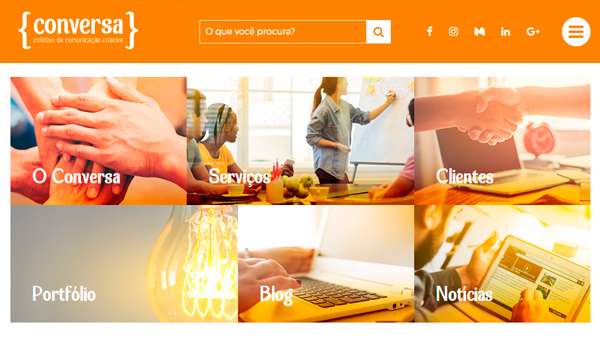 {conversa}
coletivo de comunicação criativa
O que você procura?
O Conversa
Serviços
Clientes
Portfólio
Blog
Notícias